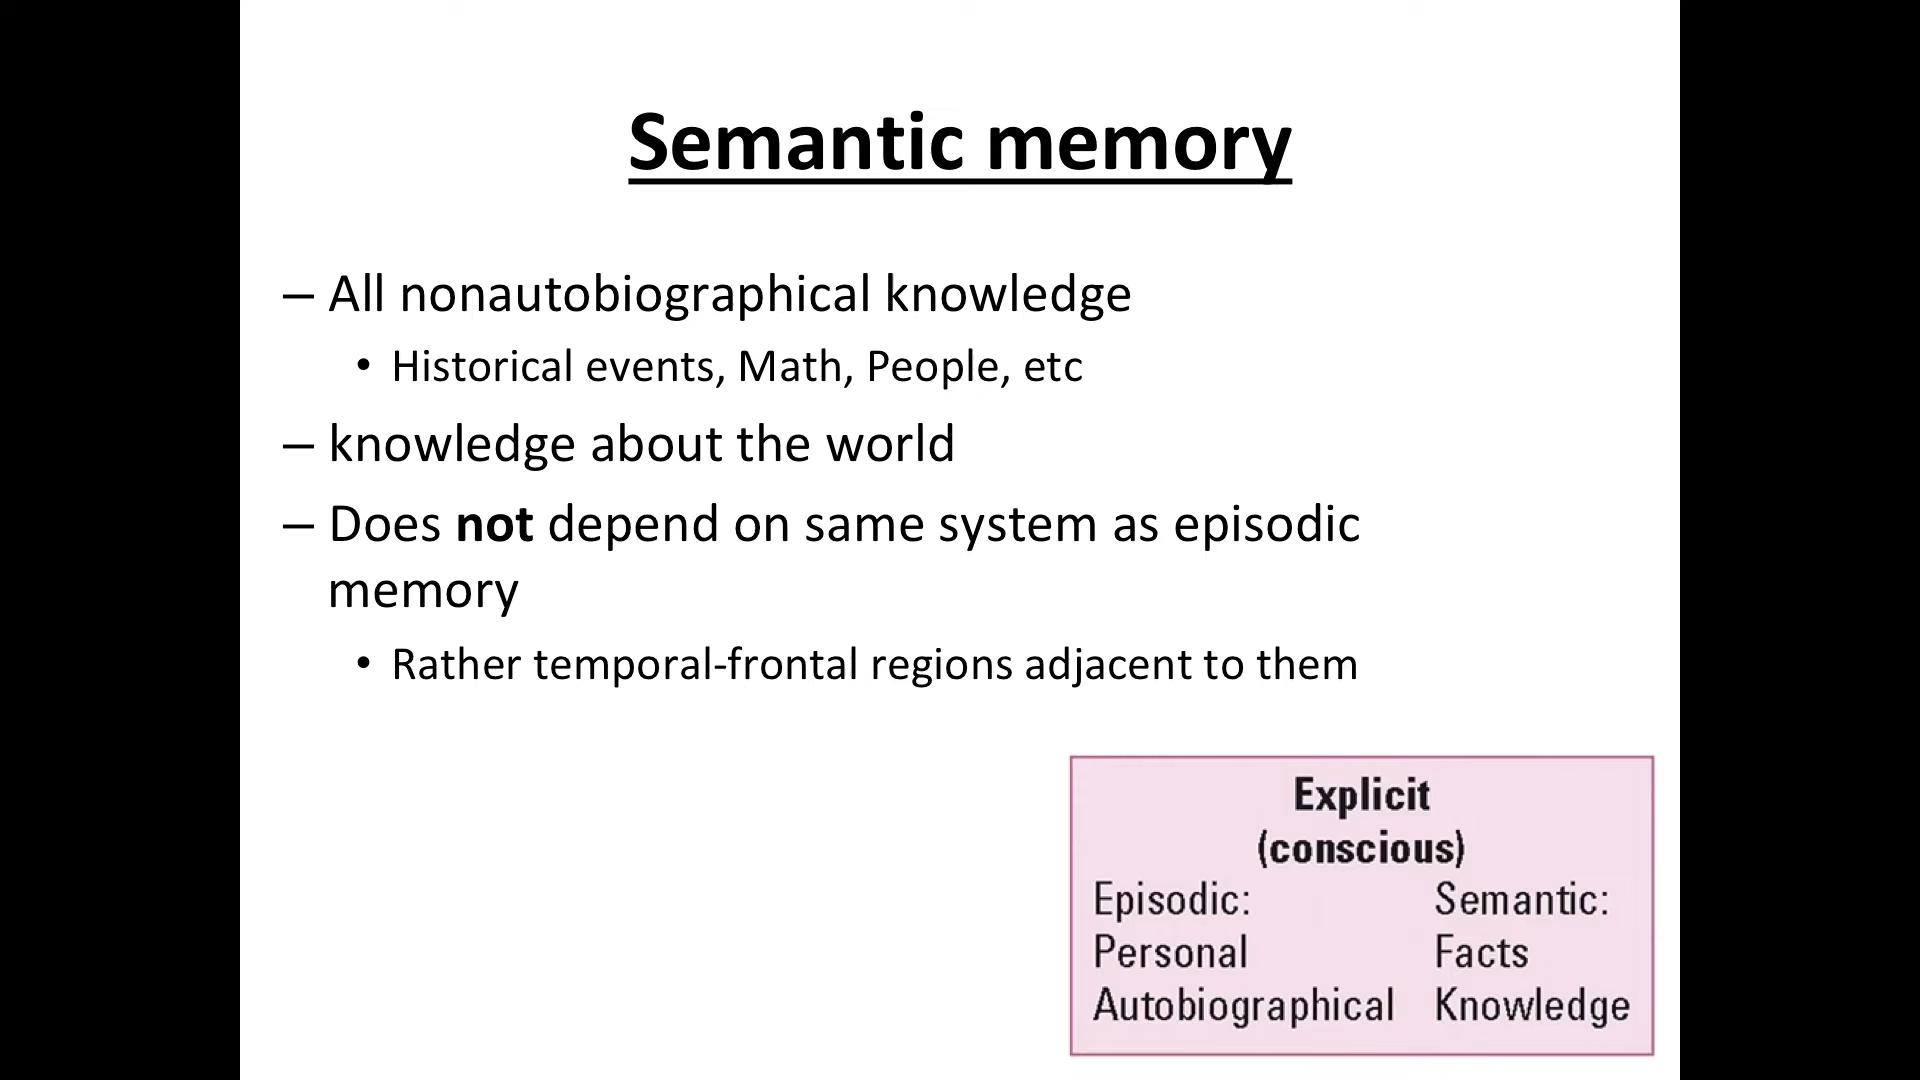 Semantic memory
– All nonautobiographical knowledge
• Historical events, Math, People, etc
– knowledge about the world
– Does not depend on same system as episodic
memory
• Rather temporal-frontal regions adjacent to them
Explicit
(conscious)
Episodic: Semantic:
Personal Facts
Autobiographical Knowledge